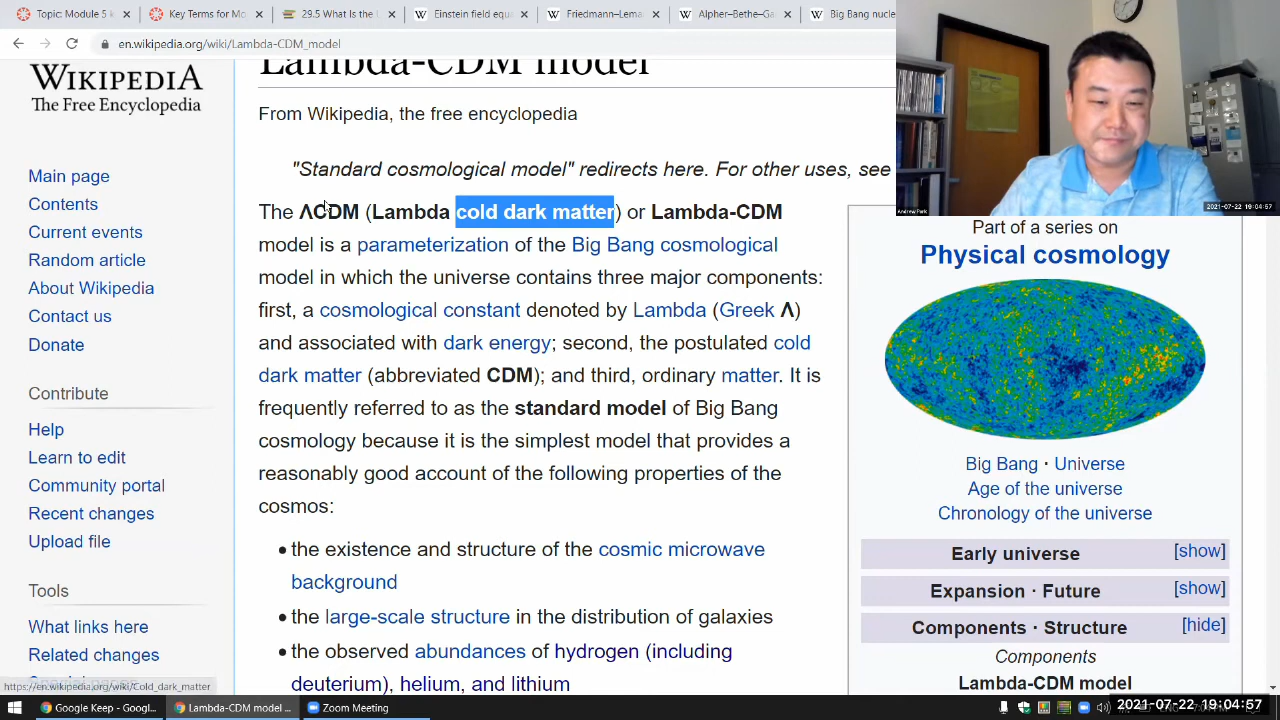 Topic: Module 5 k
Key Terms for Mo
29.5 What Is the
Einstein field equ
Friedmann–Lema
Alpher–Bethe–Ga
Big Bang nucle
en.wikipedia.org/wiki/Lambda-CDM_model
WIKIPEDIA
The Free Encyclopedia
Main page
Contents
Current events
Random article
About Wikipedia
Contact us
Donate
Contribute
Help
Learn to edit
Community portal
Recent changes
Upload file
Tools
What links here
Related changes
https://en.wikipedia.org/wiki/Cold_dark_matter
Lambda-CDM model
From Wikipedia, the free encyclopedia
"Standard cosmological model" redirects here. For other uses, see
The ΛCDM (Lambda cold dark matter) or Lambda-CDM
model is a parameterization of the Big Bang cosmological
model in which the universe contains three major components:
first, a cosmological constant denoted by Lambda (Greek Λ)
and associated with dark energy; second, the postulated cold
dark matter (abbreviated CDM); and third, ordinary matter. It is
frequently referred to as the standard model of Big Bang
cosmology because it is the simplest model that provides a
reasonably good account of the following properties of the
cosmos:
• the existence and structure of the cosmic microwave
background
• the large-scale structure in the distribution of galaxies
• the observed abundances of hydrogen (including
deuterium), helium, and lithium
Andrew Park
2021-07-22 19:04:57
Part of a series on
Physical cosmology
Big Bang · Universe
Age of the universe
Chronology of the universe
Early universe [show]
Expansion · Future [show]
Components · Structure [hide]
Components
Lambda-CDM model
Google Keep - Googl...
Lambda-CDM model ...
Zoom Meeting
2021-07-22 19:04:57